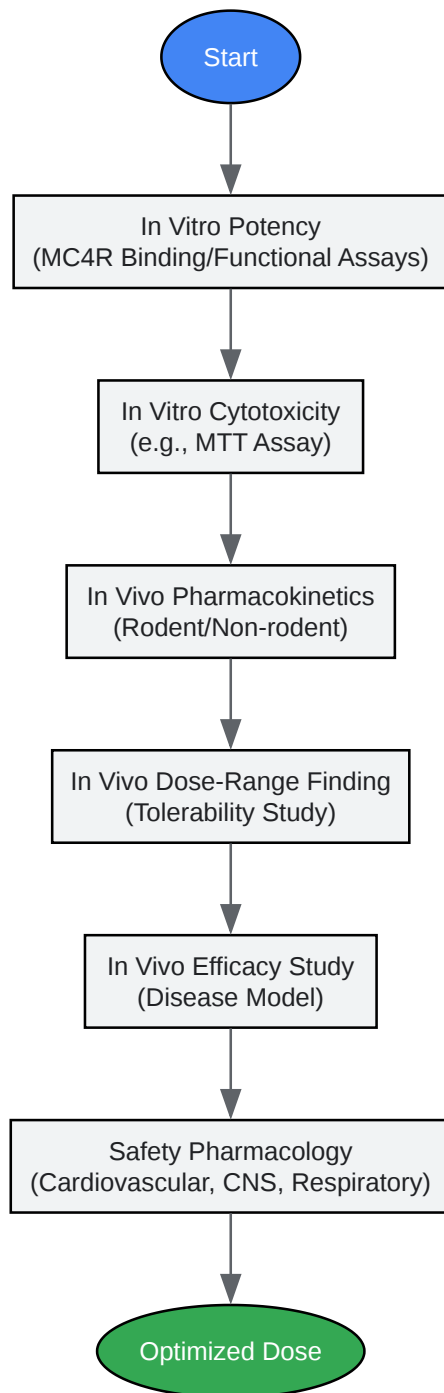 Start
In Vitro Potency
(MC4R Binding/Functional Assays)
In Vitro Cytotoxicity
(e.g., MTT Assay)
In Vivo Pharmacokinetics
(Rodent/Non-rodent)
In Vivo Dose-Range Finding
(Tolerability Study)
In Vivo Efficacy Study
(Disease Model)
Safety Pharmacology
(Cardiovascular, CNS, Respiratory)
Optimized Dose